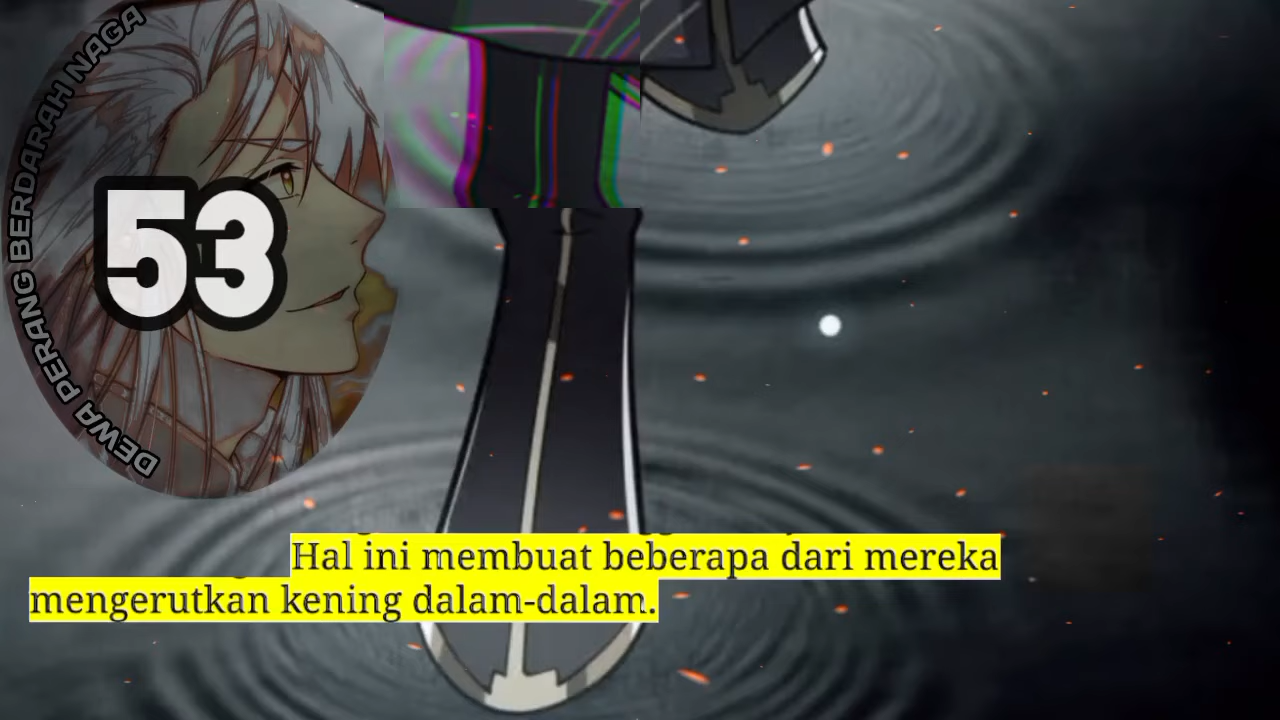 DEWA PERANG BERDARAH NAGA
53
Hal ini membuat beberapa dari mereka
mengerutkan kening dalam-dalam.